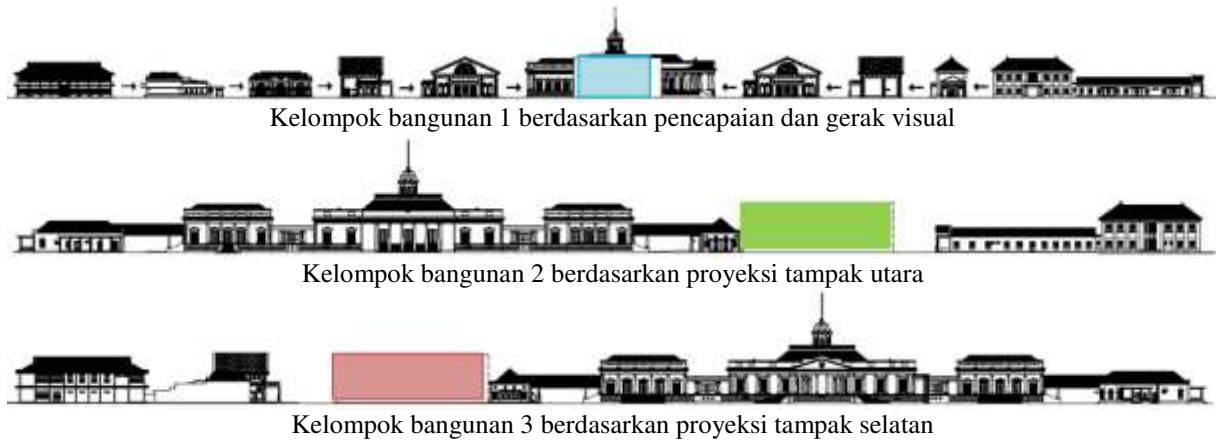 Kelompok bangunan 1 berdasarkan pencapaian dan gerak visual
Kelompok bangunan 2 berdasarkan proyeksi tampak utara
Kelompok bangunan 3 berdasarkan proyeksi tampak selatan